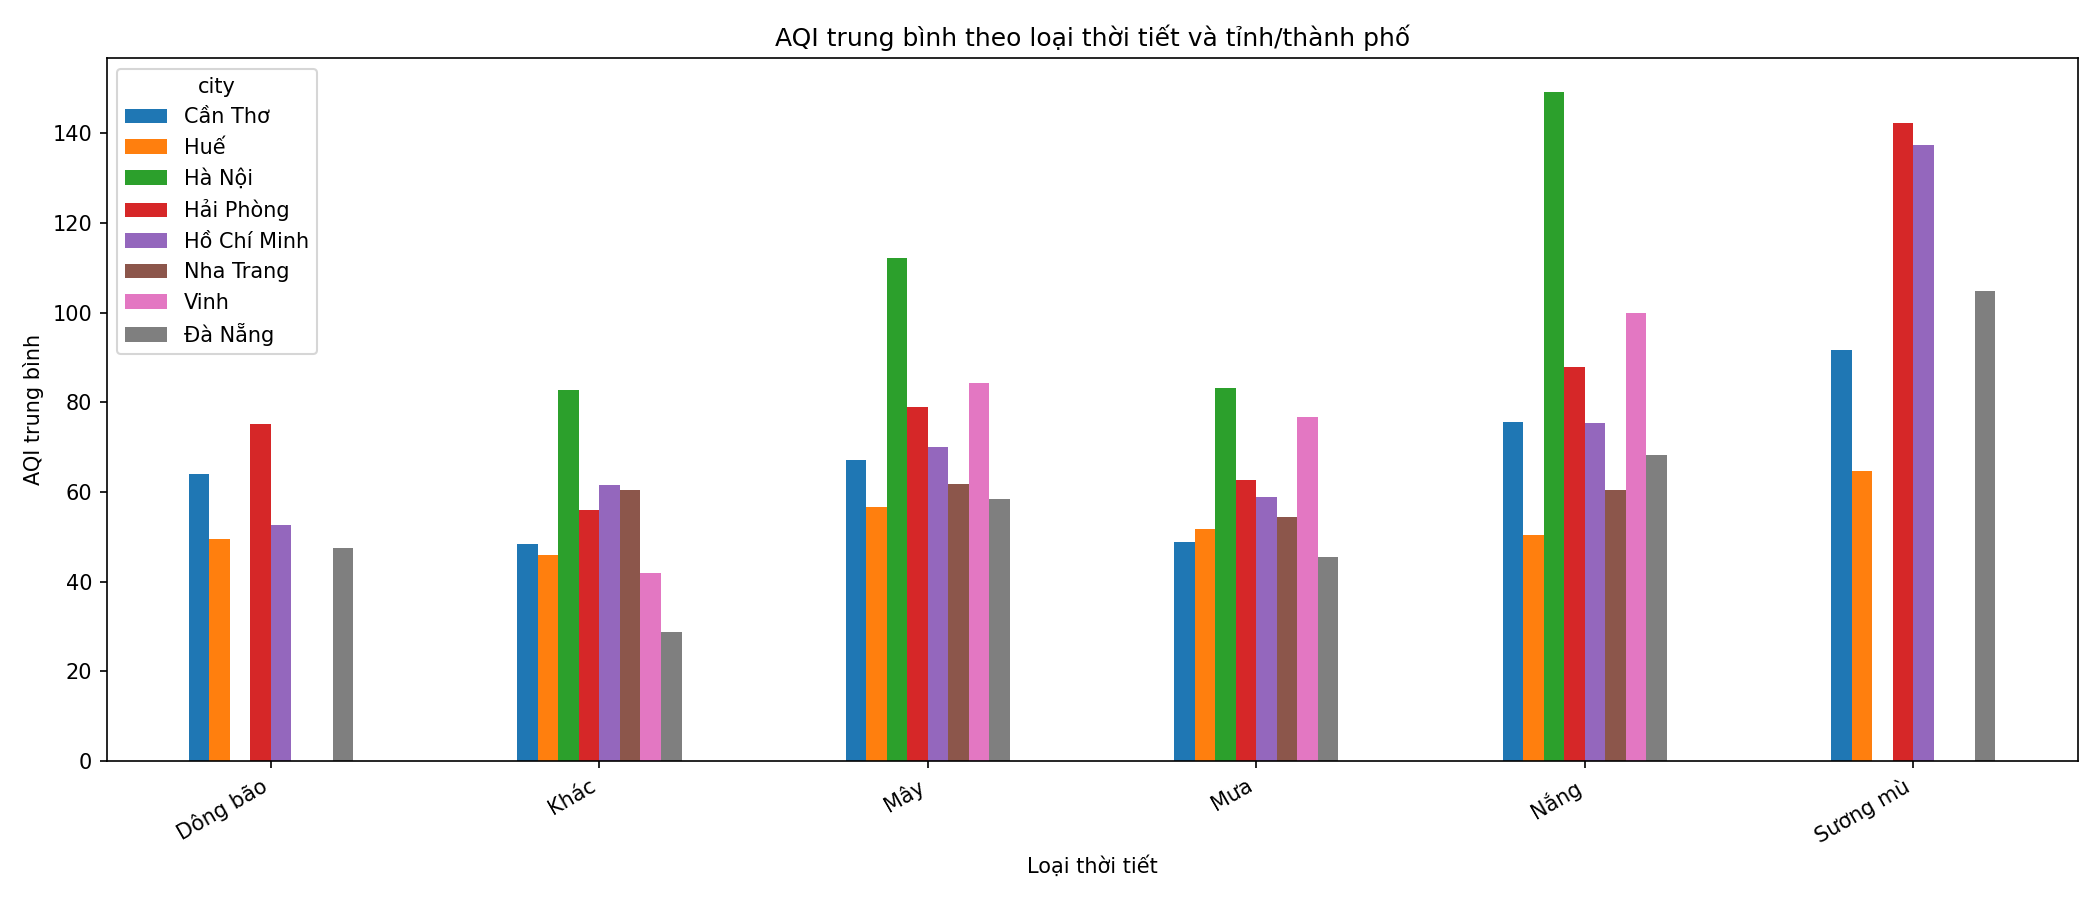 AQI trung bình theo loại thời tiết và tỉnh/thành phố
city
Cần Thơ
Huế
Hà Nội
Hải Phòng
Hồ Chí Minh
Nha Trang
Vinh
Đà Nẵng
AQI trung bình
140
120
100
80
60
40
20
0
Dông bão
Khác
Mây
Mưa
Nắng
Sương mù
Loại thời tiết